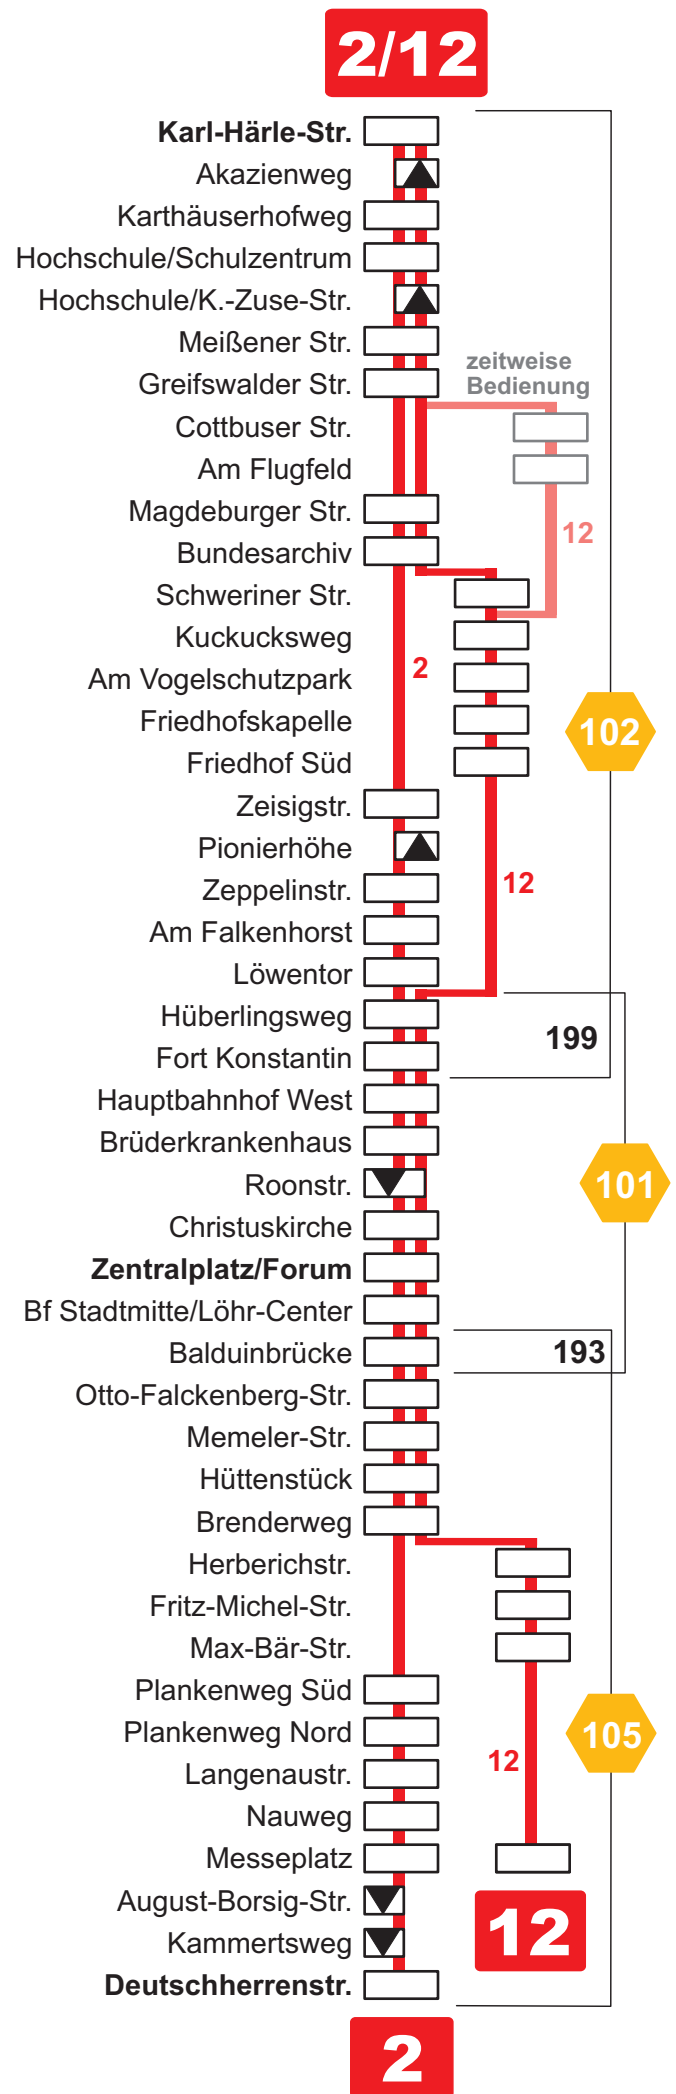 2/12
Karl-Härle-Str.
Akazienweg
Karthäuserhofweg
Hochschule/Schulzentrum
Hochschule/K.-Zuse-Str.
Meißener Str.
zeitweise
Bedienung
Greifswalder Str.
Cottbuser Str.
Am Flugfeld
Magdeburger Str.
12
Bundesarchiv
Schweriner Str.
Kuckucksweg
2
Am Vogelschutzpark
Friedhofskapelle
102
Friedhof Süd
Zeisigstr.
Pionierhöhe
12
Zeppelinstr.
Am Falkenhorst
Löwentor
Hüberlingsweg
199
Fort Konstantin
Hauptbahnhof West
Brüderkrankenhaus
Roonstr.
101
Christuskirche
Zentralplatz/Forum
Bf Stadtmitte/Löhr-Center
Balduinbrücke
193
Otto-Falckenberg-Str.
Memeler-Str.
Hüttenstück
Brenderweg
Herberichstr.
Fritz-Michel-Str.
Max-Bär-Str.
Plankenweg Süd
Plankenweg Nord
105
12
Langenaustr.
Nauweg
Messeplatz
August-Borsig-Str.
12
Kammertsweg
Deutschherrenstr.
2